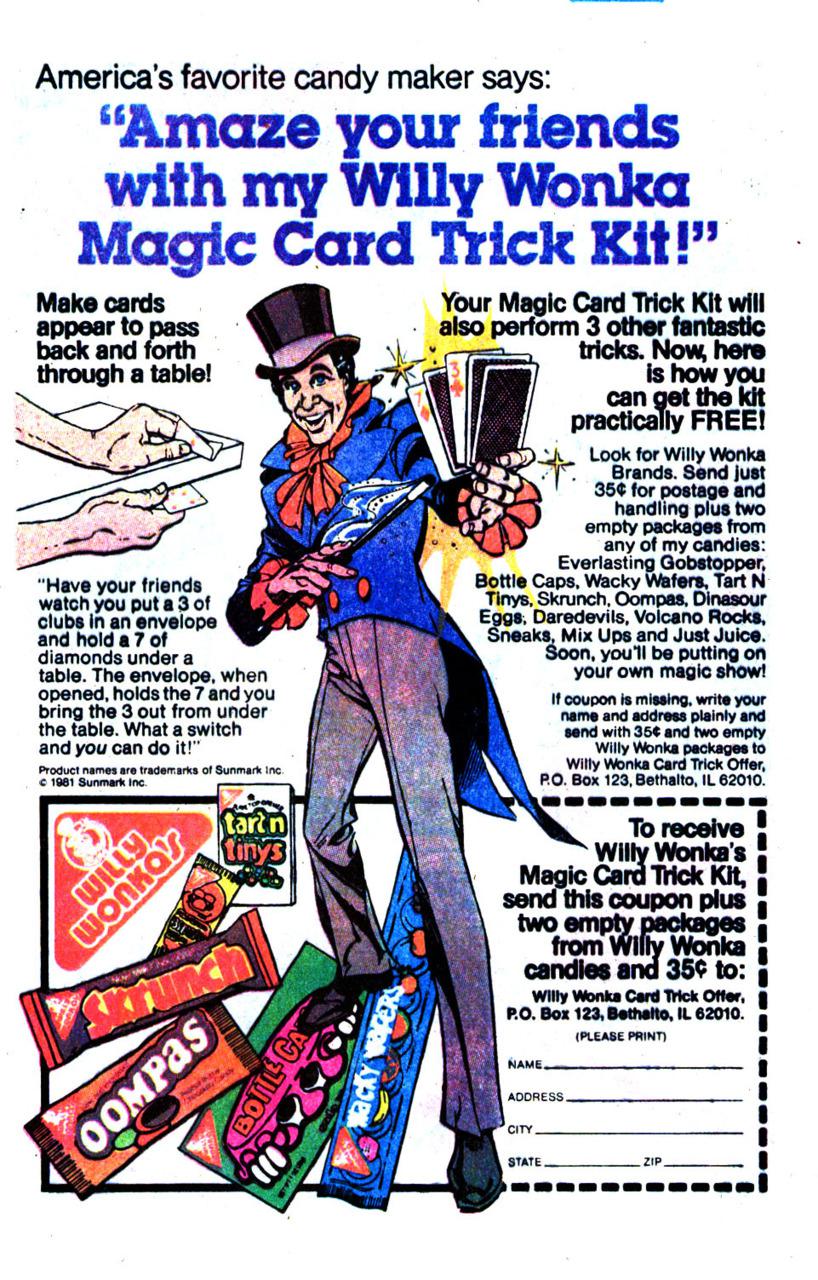 America's favorite candy maker says:
"Amaze your friends
with my Willy Wonka
Magic Card Trick Kit!"
Make cards
appear to pass
back and forth
through a table!
"Have your friends
watch you put a 3 of
clubs in an envelope
and hold a 7 of
diamonds under a
table. The envelope, when
opened, holds the 7 and you
bring the 3 out from under
the table. What a switch
and you can do it!"
Product names are trademarks of Sunmark Inc.
© 1981 Sunmark Inc.
7
3
Your Magic Card Trick Kit will
also perform 3 other fantastic
tricks. Now, here
is how you
can get the kit
practically FREE!
Look for Willy Wonka
Brands. Send just
35¢ for postage and
handling plus two
empty packages from
any of my candies:
Everlasting Gobstopper,
Bottle Caps, Wacky Wafers, Tart N
Tinys, Skrunch, Oompas, Dinasour
Eggs, Daredevils, Volcano Rocks,
Sneaks, Mix Ups and Just Juice.
Soon, you'll be putting on
your own magic show!
If coupon is missing, write your
name and address plainly and
send with 35¢ and two empty
Willy Wonka packages to
Willy Wonka Card Trick Offer,
P.O. Box 123, Bethalto, IL 62010.
WILLY
WONKA'S
tart n
tinys
Skrunch
OOMPAS
BOTTLE CA
WACKY WAFERS
To receive
Willy Wonka's
Magic Card Trick Kit,
send this coupon plus
two empty packages
from Willy Wonka
candies and 35¢ to:
Willy Wonka Card Trick Offer,
P.O. Box 123, Bethalto, IL 62010.
(PLEASE PRINT)
NAME
ADDRESS
CITY
STATE ZIP